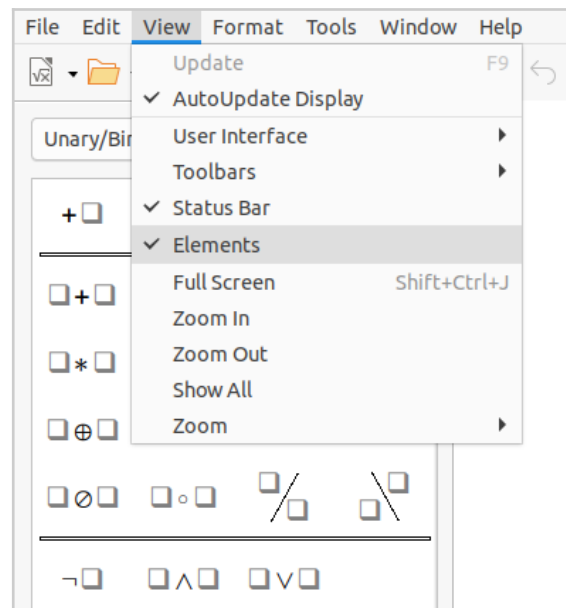 File Edit View Format Tools Window Help
Update F9
✓ AutoUpdate Display
Unary/Bin
User Interface
Toolbars
+☐
✓ Status Bar
✓ Elements
☐+☐
Full Screen Shift+Ctrl+J
Zoom In
☐∗☐
Zoom Out
Show All
☐⊕☐
Zoom
☐⊘☐ ☐∘☐ ☐/☐ ☐\☐
¬☐ ☐∧☐ ☐∨☐